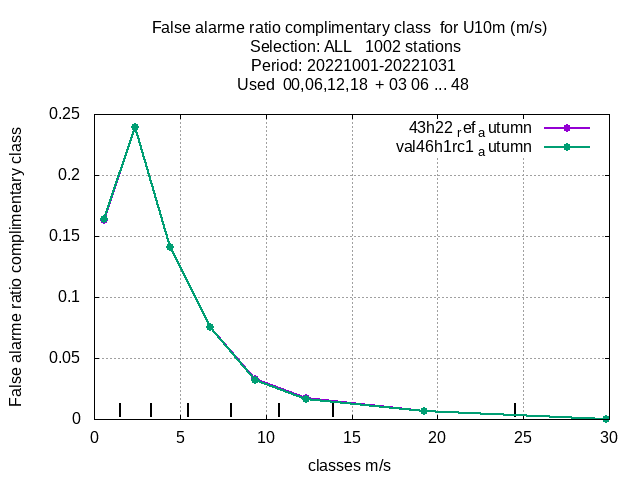 False alarme ratio complimentary class  for U10m (m/s)
Selection: ALL   1002 stations
Period: 20221001-20221031
Used  00,06,12,18  + 03 06 ... 48
43h22 ref autumn
val46h1rc1 autumn
0.25
0.2
0.15
0.1
0.05
0
False alarme ratio complimentary class
0 5 10 15 20 25 30
classes m/s